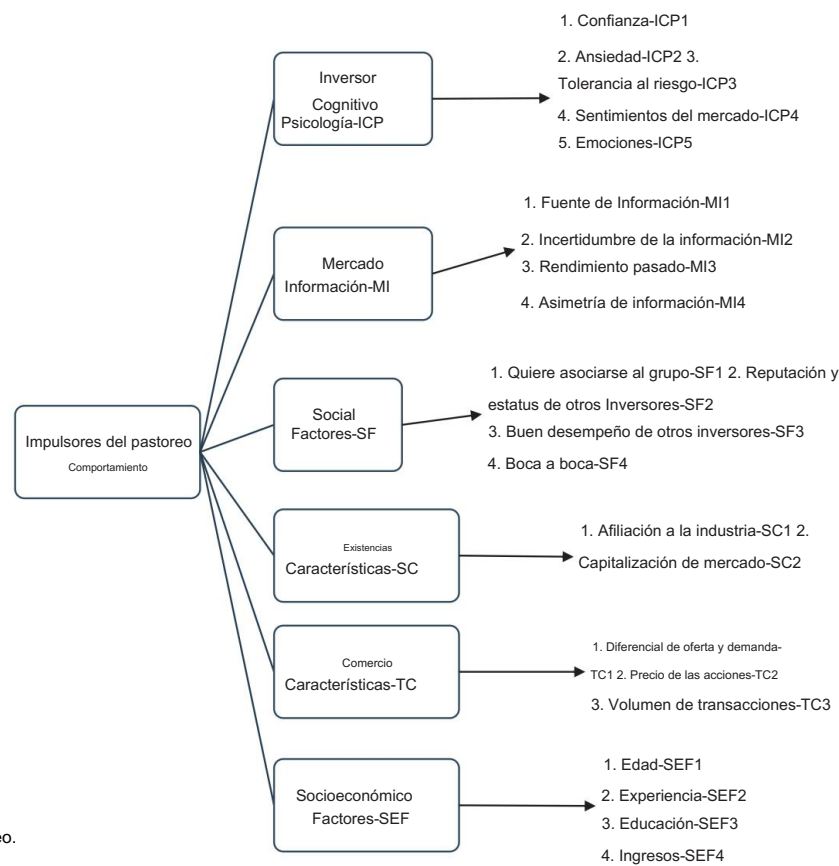 1. Confianza-ICP1
Inversor
Cognitivo
Psicología-ICP
2. Ansiedad-ICP2 3.
Tolerancia al riesgo-ICP3
4. Sentimientos del mercado-ICP4
5. Emociones-ICP5
Mercado
Información-MI
1. Fuente de Información-MI1
2. Incertidumbre de la información-MI2
3. Rendimiento pasado-MI3
4. Asimetría de información-MI4
Social
Factores-SF
1. Quiere asociarse al grupo-SF1 2. Reputación y
estatus de otros Inversores-SF2
3. Buen desempeño de otros inversores-SF3
4. Boca a boca-SF4
Impulsores del pastoreo
Comportamiento
Existencias
Características-SC
1. Afiliación a la industria-SC1 2.
Capitalización de mercado-SC2
Comercio
Características-TC
1. Diferencial de oferta y demanda-
TC1 2. Precio de las acciones-TC2
3. Volumen de transacciones-TC3
Socioeconómico
Factores-SEF
1. Edad-SEF1
2. Experiencia-SEF2
3. Educación-SEF3
4. Ingresos-SEF4